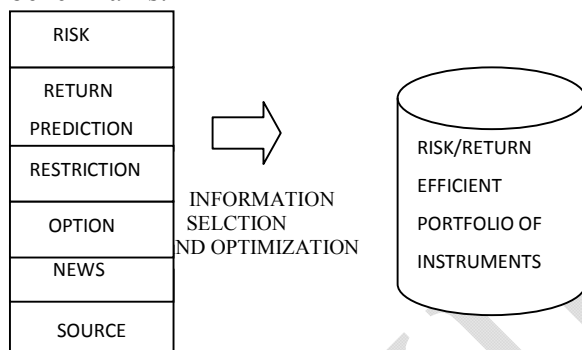 RISK
RETURN
PREDICTION
RESTRICTION
OPTION
NEWS
SOURCE
INFORMATION
SELCTION
ND OPTIMIZATION
RISK/RETURN
EFFICIENT
PORTFOLIO OF
INSTRUMENTS